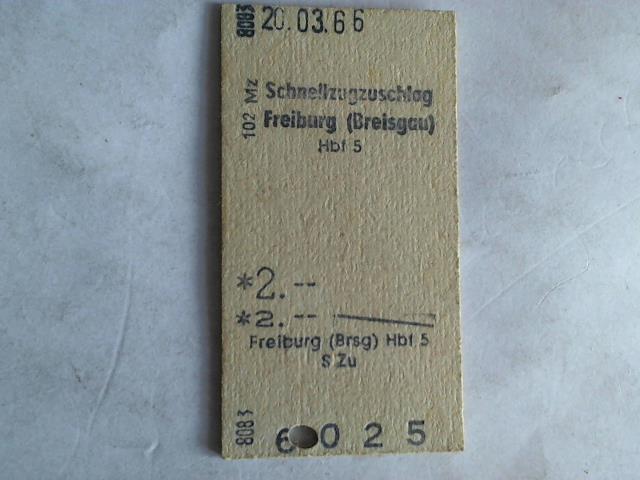 8083 20.03.66
102 Mz
Schnellzugzuschlag
Freiburg (Breisgau)
Hbf 5
*2.--
*2.--
Freiburg (Brsg) Hbf 5
S Zu
8083
6 0 2 5